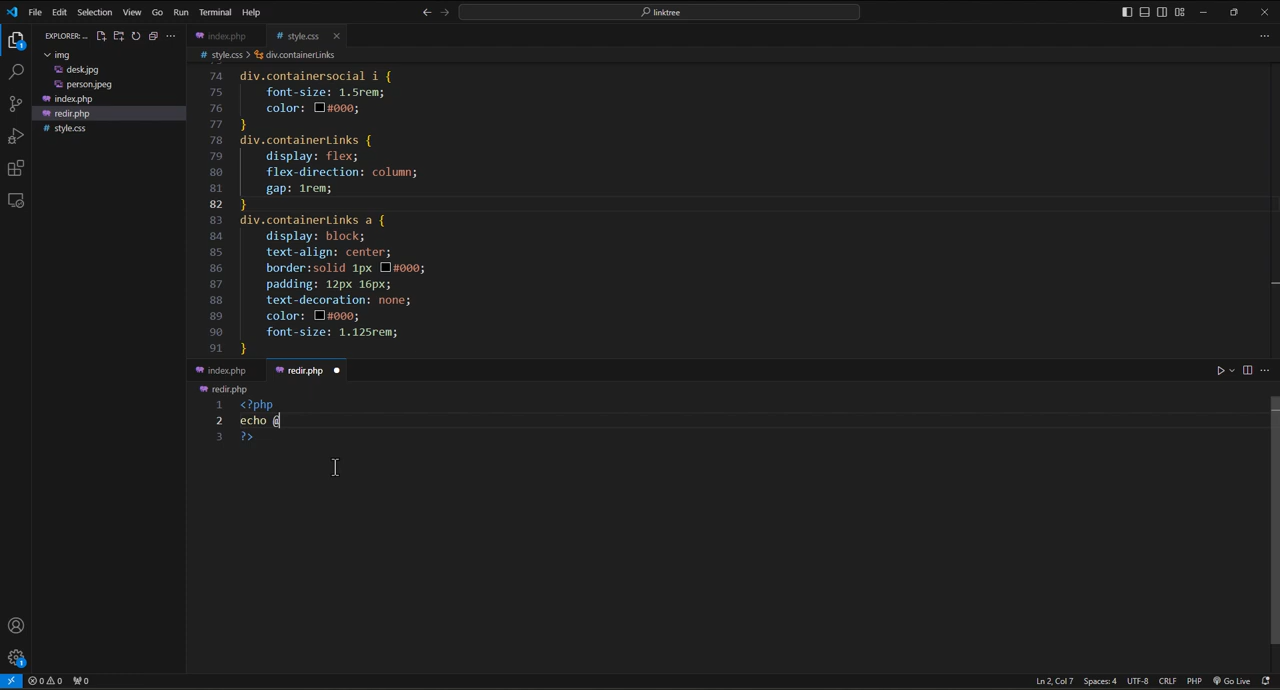 File Edit Selection View Go Run Terminal Help
linktree
EXPLORER: ...
img
desk.jpg
person.jpeg
index.php
redir.php
style.css
1
index.php
style.css
style.css > div.containerLinks
74 div.containersocial i {
75 font-size: 1.5rem;
76 color: #000;
77 }
78 div.containerLinks {
79 display: flex;
80 flex-direction: column;
81 gap: 1rem;
82 }
83 div.containerLinks a {
84 display: block;
85 text-align: center;
86 border:solid 1px #000;
87 padding: 12px 16px;
88 text-decoration: none;
89 color: #000;
90 font-size: 1.125rem;
91 }
index.php
redir.php
redir.php
1 <?php
2 echo @
3 ?>
1
0 0 0
Ln 2, Col 7 Spaces: 4 UTF-8 CRLF PHP Go Live